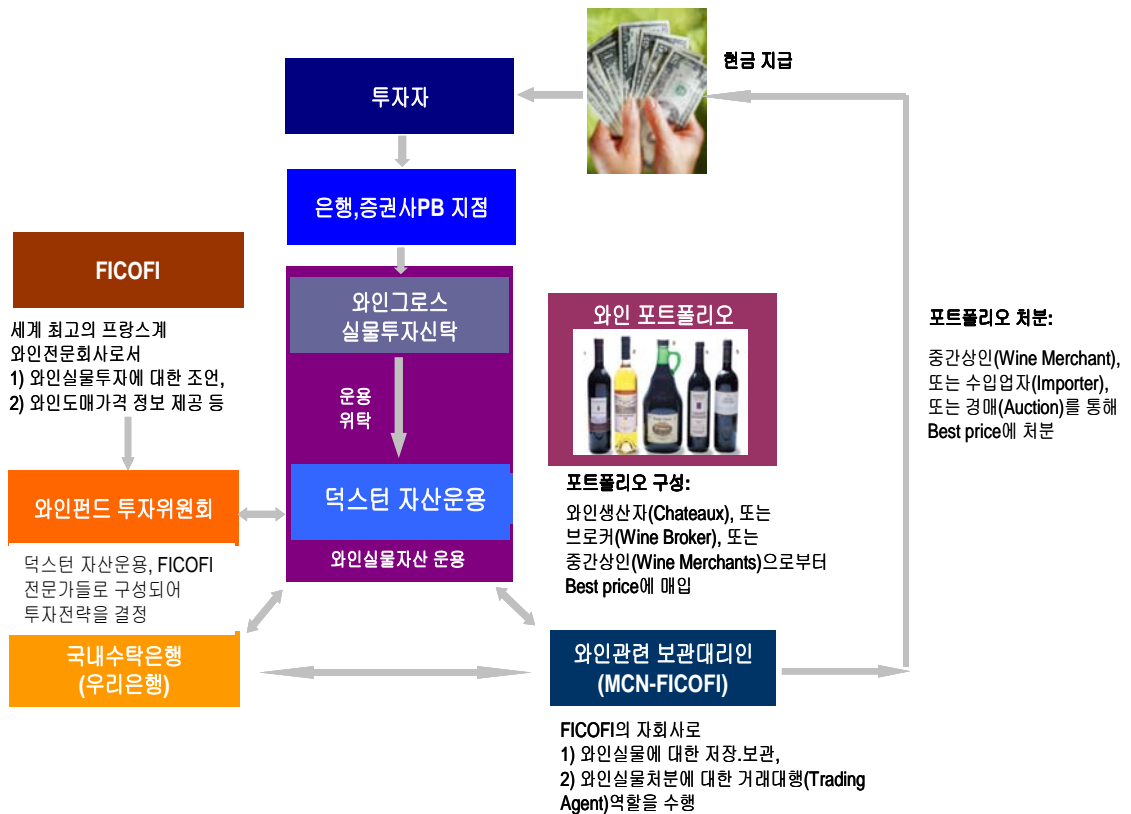 현금 지급
투자자
은행,증권사PB 지점
FICOFI
세계 최고의 프랑스계
와인전문회사로서
1) 와인실물투자에 대한 조언,
2) 와인도매가격 정보 제공 등
와인그로스
실물투자신탁
운용
위탁
덕스턴 자산운용
와인실물자산 운용
와인 포트폴리오
포트폴리오 구성:
와인생산자(Chateaux), 또는
브로커(Wine Broker), 또는
중간상인(Wine Merchants)으로부터
Best price에 매입
포트폴리오 처분:
중간상인(Wine Merchant),
또는 수입업자(Importer),
또는 경매(Auction)를 통해
Best price에 처분
와인펀드 투자위원회
덕스턴 자산운용, FICOFI
전문가들로 구성되어
투자전략을 결정
국내수탁은행
(우리은행)
와인관련 보관대리인
(MCN-FICOFI)
FICOFI의 자회사로
1) 와인실물에 대한 저장.보관,
2) 와인실물처분에 대한 거래대행(Trading
Agent)역할을 수행